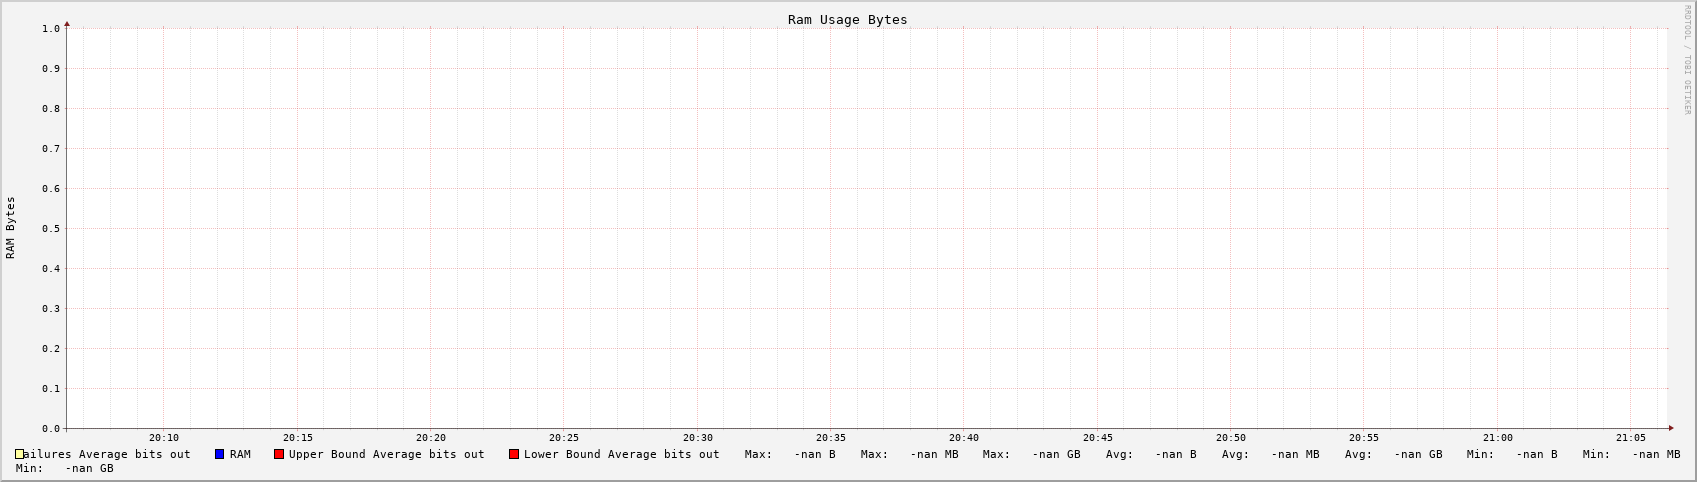 Ram Usage Bytes
RRDTOOL / TOBI OETIKER
RAM Bytes
1.0
0.9
0.8
0.7
0.6
0.5
0.4
0.3
0.2
0.1
0.0
20:10 20:15 20:20 20:25 20:30 20:35 20:40 20:45 20:50 20:55 21:00 21:05
ailures Average bits out RAM Upper Bound Average bits out Lower Bound Average bits out Max: -nan B Max: -nan MB Max: -nan GB Avg: -nan B Avg: -nan MB Avg: -nan GB Min: -nan B Min: -nan MB
Min: -nan GB